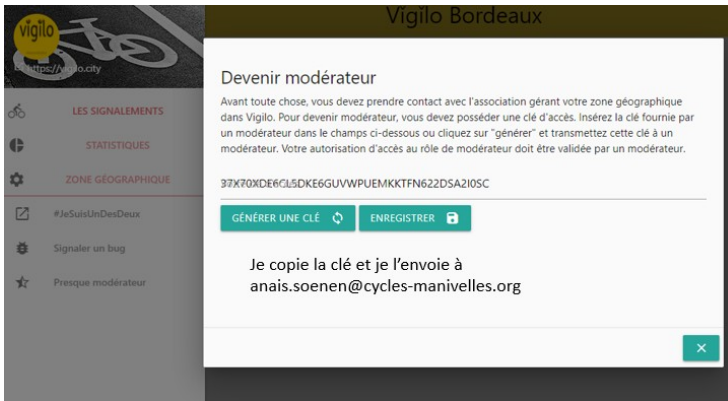 Vigilo Bordeaux
vigilo
https://vigilo.city
LES SIGNALEMENTS
STATISTIQUES
ZONE GÉOGRAPHIQUE
#JeSuisUnDesDeux
Signaler un bug
Presque modérateur
Devenir modérateur
Avant toute chose, vous devez prendre contact avec l'association gérant votre zone géographique
dans Vigilo. Pour devenir modérateur, vous devez posséder une clé d'accès. Insérez la clé fournie par
un modérateur dans le champs ci-dessous ou cliquez sur "générer" et transmettez cette clé à un
modérateur. Votre autorisation d'accès au rôle de modérateur doit être validée par un modérateur.
GÉNÉRER UNE CLÉ
ENREGISTRER
Je copie la clé et je l'envoie à
anais.soenen@cycles-manivelles.org